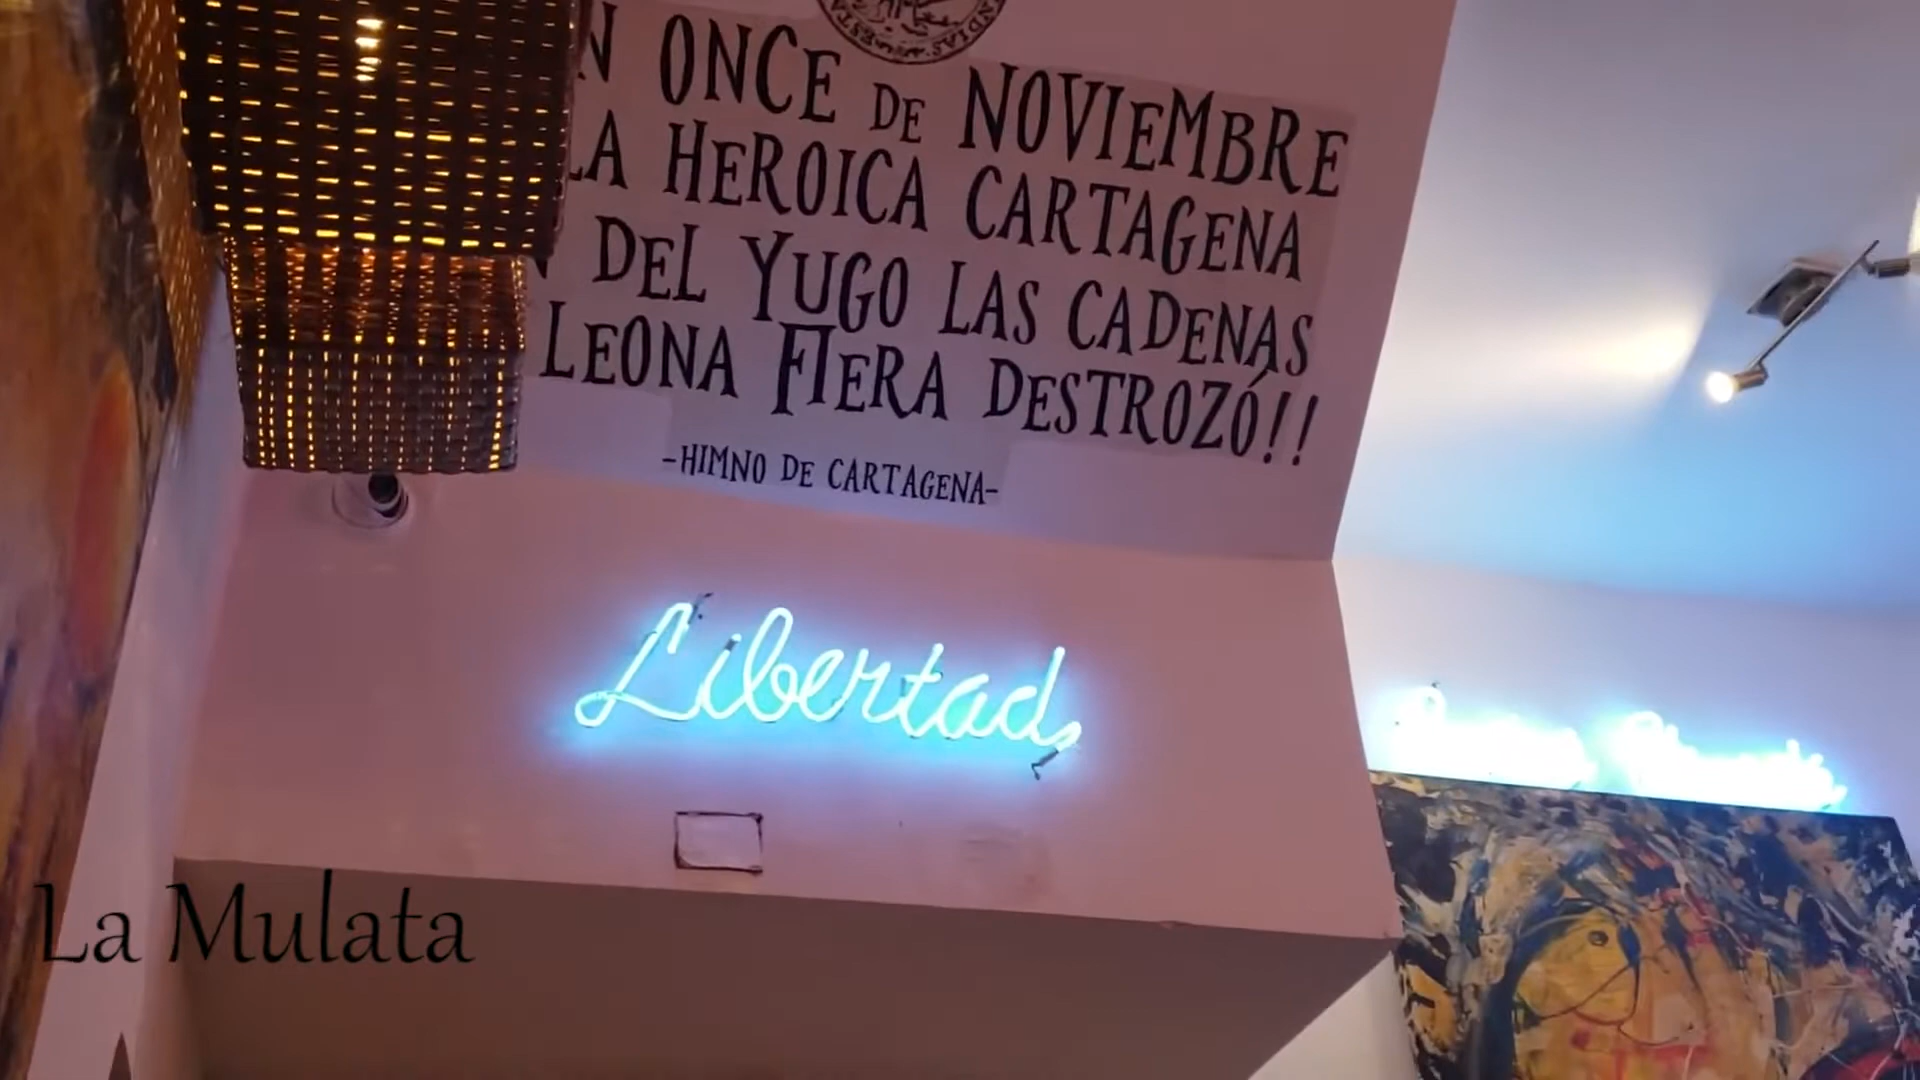 ONCE DE NOVIEMBRE
LA HEROICA CARTAGENA
DEL YUGO LAS CADENAS
LEONA FIERA DESTROZÓ!!
-HIMNO DE CARTAGENA-
Libertad
La Mulata